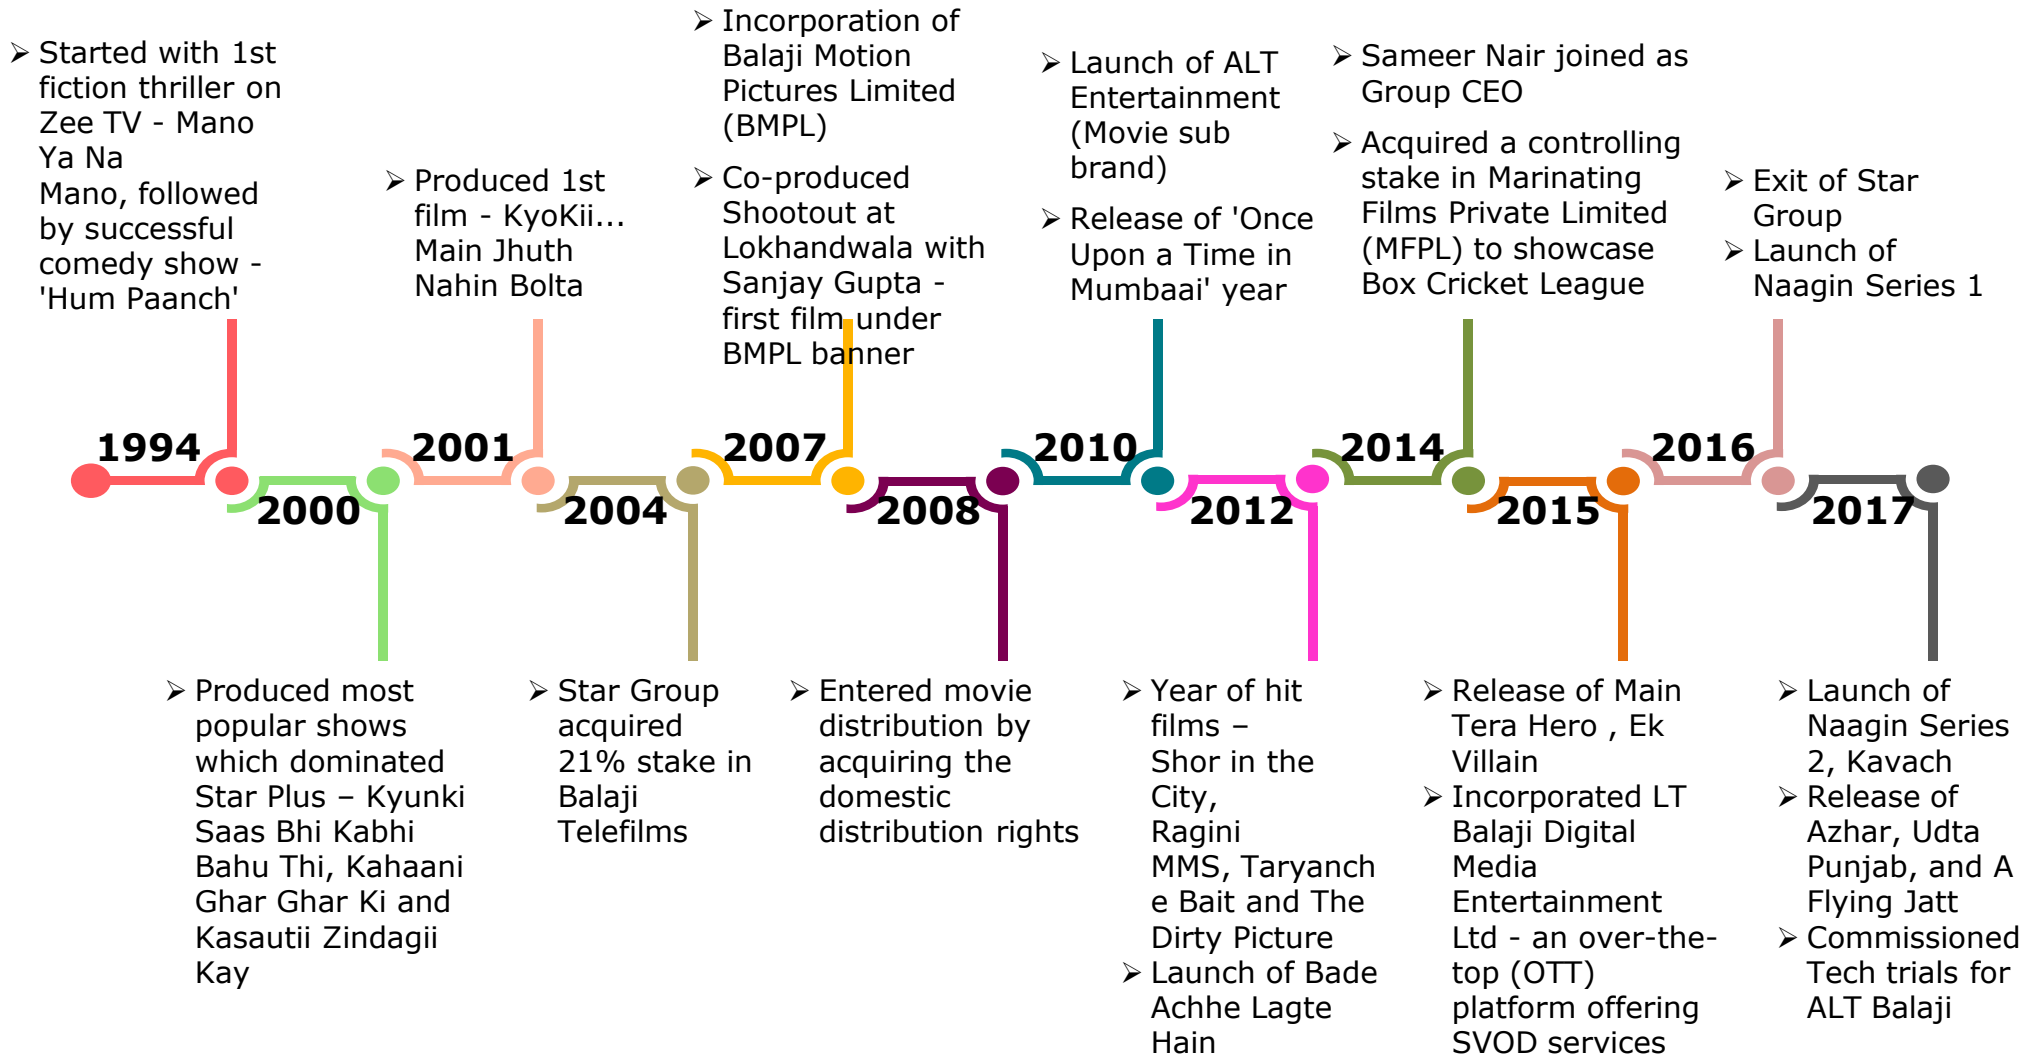 ➢ Started with 1st
fiction thriller on
Zee TV - Mano
Ya Na
Mano, followed
by successful
comedy show -
'Hum Paanch'
➢ Produced 1st
film - KyoKii...
Main Jhuth
Nahin Bolta
➢ Incorporation of
Balaji Motion
Pictures Limited
(BMPL)
➢ Co-produced
Shootout at
Lokhandwala with
Sanjay Gupta -
first film under
BMPL banner
➢ Launch of ALT
Entertainment
(Movie sub
brand)
➢ Release of 'Once
Upon a Time in
Mumbaai' year
➢ Sameer Nair joined as
Group CEO
➢ Acquired a controlling
stake in Marinating
Films Private Limited
(MFPL) to showcase
Box Cricket League
➢ Exit of Star
Group
➢ Launch of
Naagin Series 1
1994
2000
2001
2004
2007
2008
2010
2012
2014
2015
2016
2017
➢ Produced most
popular shows
which dominated
Star Plus – Kyunki
Saas Bhi Kabhi
Bahu Thi, Kahaani
Ghar Ghar Ki and
Kasautii Zindagii
Kay
➢ Star Group
acquired
21% stake in
Balaji
Telefilms
➢ Entered movie
distribution by
acquiring the
domestic
distribution rights
➢ Year of hit
films –
Shor in the
City,
Ragini
MMS, Taryanch
e Bait and The
Dirty Picture
➢ Launch of Bade
Achhe Lagte
Hain
➢ Release of Main
Tera Hero , Ek
Villain
➢ Incorporated LT
Balaji Digital
Media
Entertainment
Ltd - an over-the-
top (OTT)
platform offering
SVOD services
➢ Launch of
Naagin Series
2, Kavach
➢ Release of
Azhar, Udta
Punjab, and A
Flying Jatt
➢ Commissioned
Tech trials for
ALT Balaji